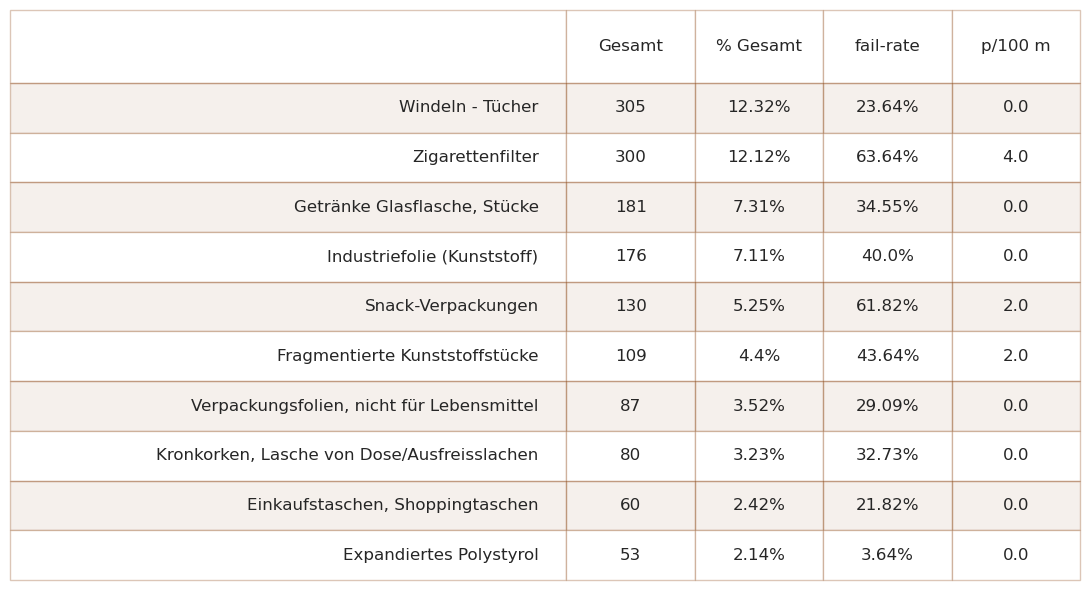 Gesamt % Gesamt fail-rate p/100 m
Windeln - Tücher 305 12.32% 23.64% 0.0
Zigarettenfilter 300 12.12% 63.64% 4.0
Getränke Glasflasche, Stücke 181 7.31% 34.55% 0.0
Industriefolie (Kunststoff) 176 7.11% 40.0% 0.0
Snack-Verpackungen 130 5.25% 61.82% 2.0
Fragmentierte Kunststoffstücke 109 4.4% 43.64% 2.0
Verpackungsfolien, nicht für Lebensmittel 87 3.52% 29.09% 0.0
Kronkorken, Lasche von Dose/Ausfreisslachen 80 3.23% 32.73% 0.0
Einkaufstaschen, Shoppingtaschen 60 2.42% 21.82% 0.0
Expandiertes Polystyrol 53 2.14% 3.64% 0.0